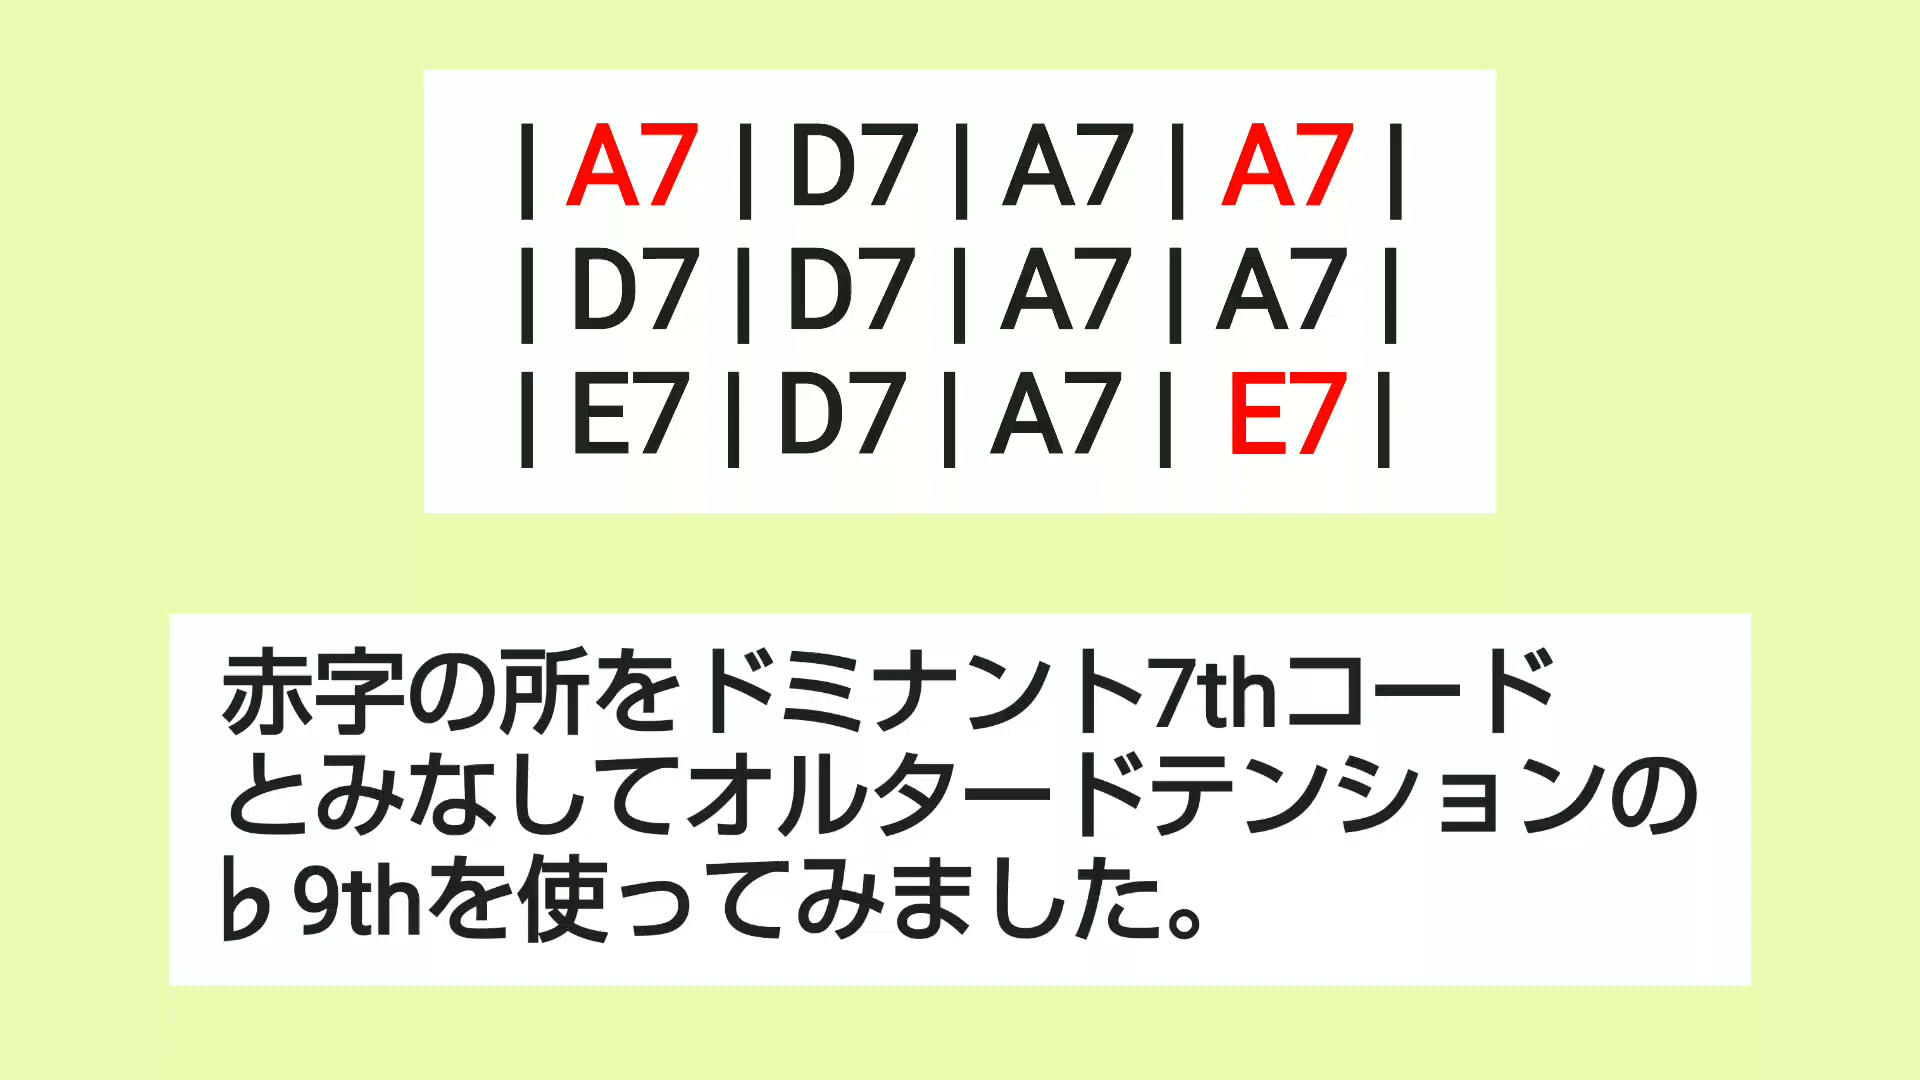 | A7 | D7 | A7 | A7 |
| D7 | D7 | A7 | A7 |
| E7 | D7 | A7 | E7 |
赤字の所をドミナント7thコード
とみなしてオルタードテンションの
♭9thを使ってみました。